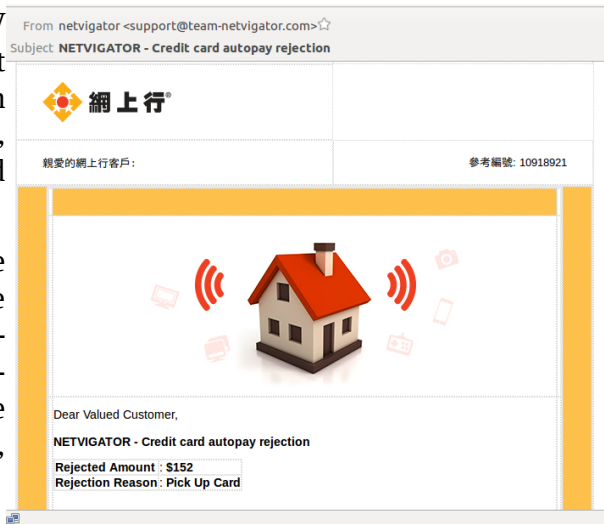 From netvigator <support@team-netvigator.com>
Subject NETVIGATOR - Credit card autopay rejection
網上行®
親愛的網上行客戶: 參考編號: 10918921
Dear Valued Customer,
NETVIGATOR - Credit card autopay rejection
Rejected Amount : $152
Rejection Reason : Pick Up Card